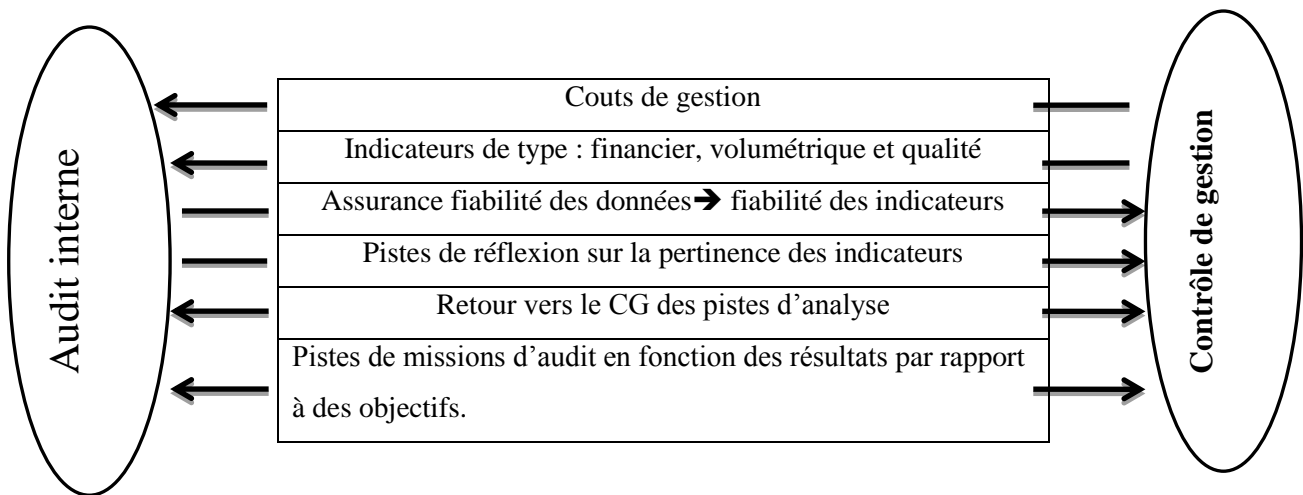 Audit interne
Couts de gestion
Indicateurs de type : financier, volumétrique et qualité
Assurance fiabilité des données➔ fiabilité des indicateurs
Pistes de réflexion sur la pertinence des indicateurs
Retour vers le CG des pistes d’analyse
Pistes de missions d’audit en fonction des résultats par rapport
à des objectifs.
Contrôle de gestion